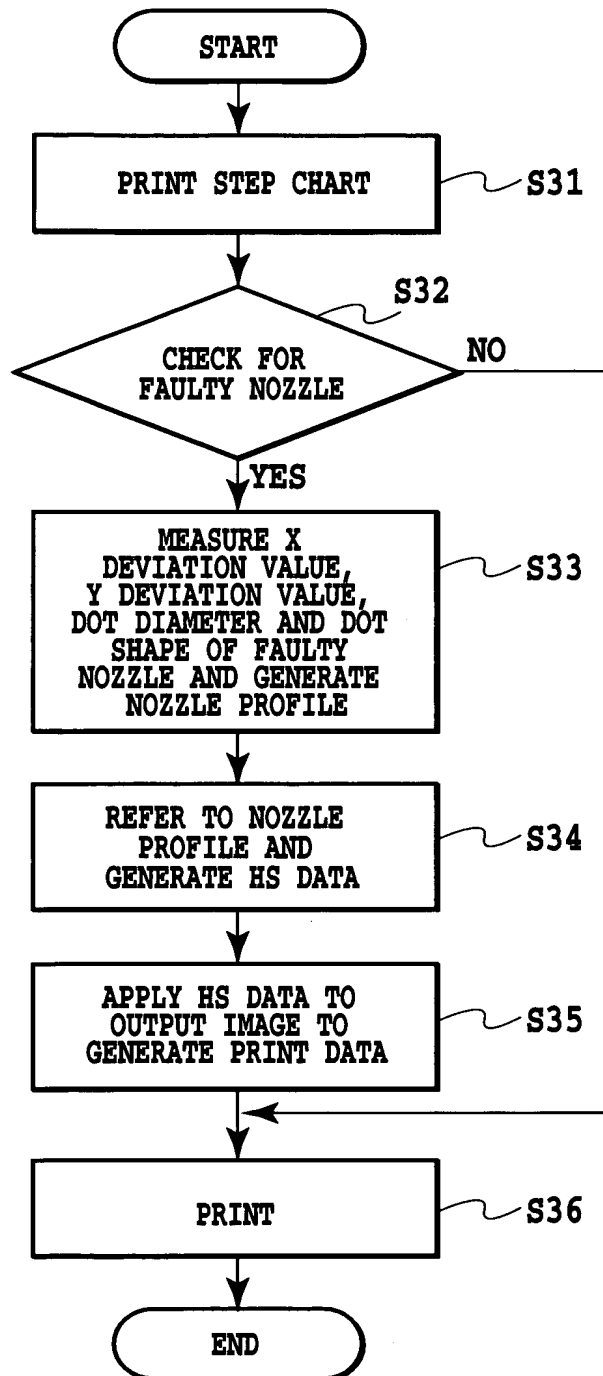 START
PRINT STEP CHART
S31
S32
CHECK FOR
FAULTY NOZZLE
NO
YES
MEASURE X
DEVIATION VALUE,
Y DEVIATION VALUE,
DOT DIAMETER AND DOT
SHAPE OF FAULTY
NOZZLE AND GENERATE
NOZZLE PROFILE
S33
REFER TO NOZZLE
PROFILE AND
GENERATE HS DATA
S34
APPLY HS DATA TO
OUTPUT IMAGE TO
GENERATE PRINT DATA
S35
PRINT
S36
END